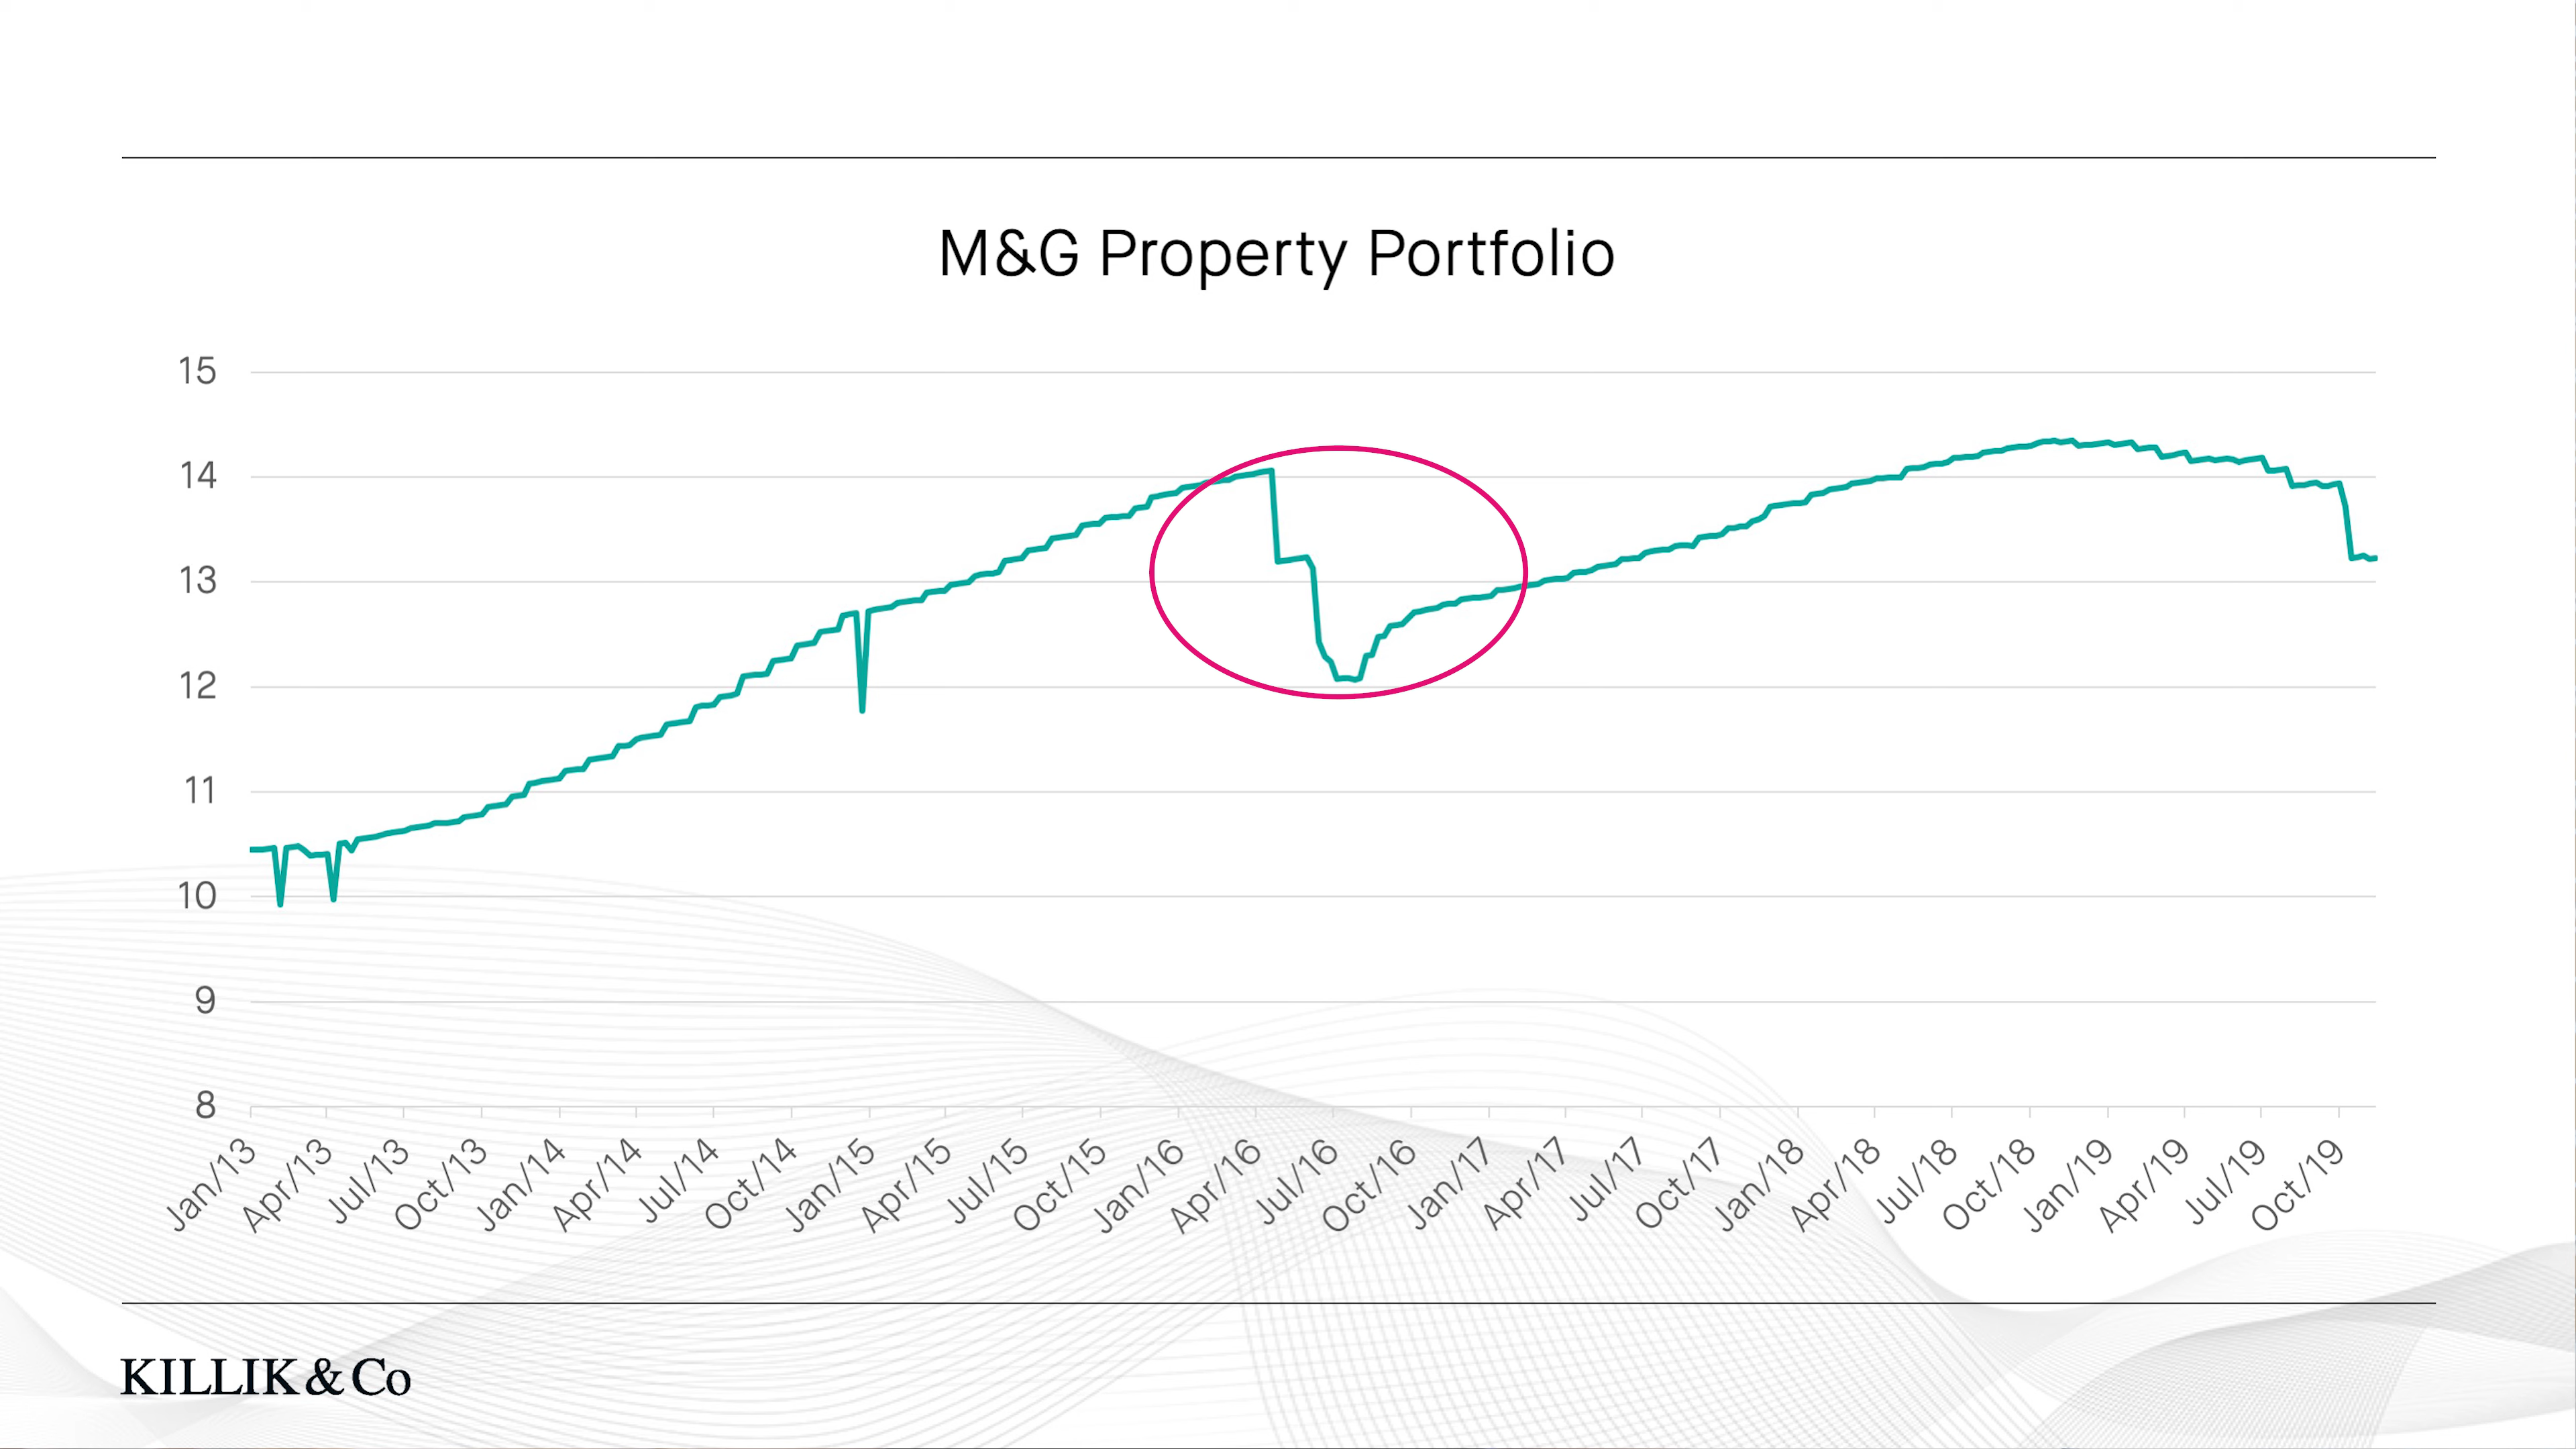 M&G Property Portfolio
15
14
13
12
11
10
9
8
Jan/13
Apr/13
Jul/13
Oct/13
Jan/14
Apr/14
Jul/14
Oct/14
Jan/15
Apr/15
Jul/15
Oct/15
Jan/16
Apr/16
Jul/16
Oct/16
Jan/17
Apr/17
Jul/17
Oct/17
Jan/18
Apr/18
Jul/18
Oct/18
Jan/19
Apr/19
Jul/19
Oct/19
KILLIK & Co